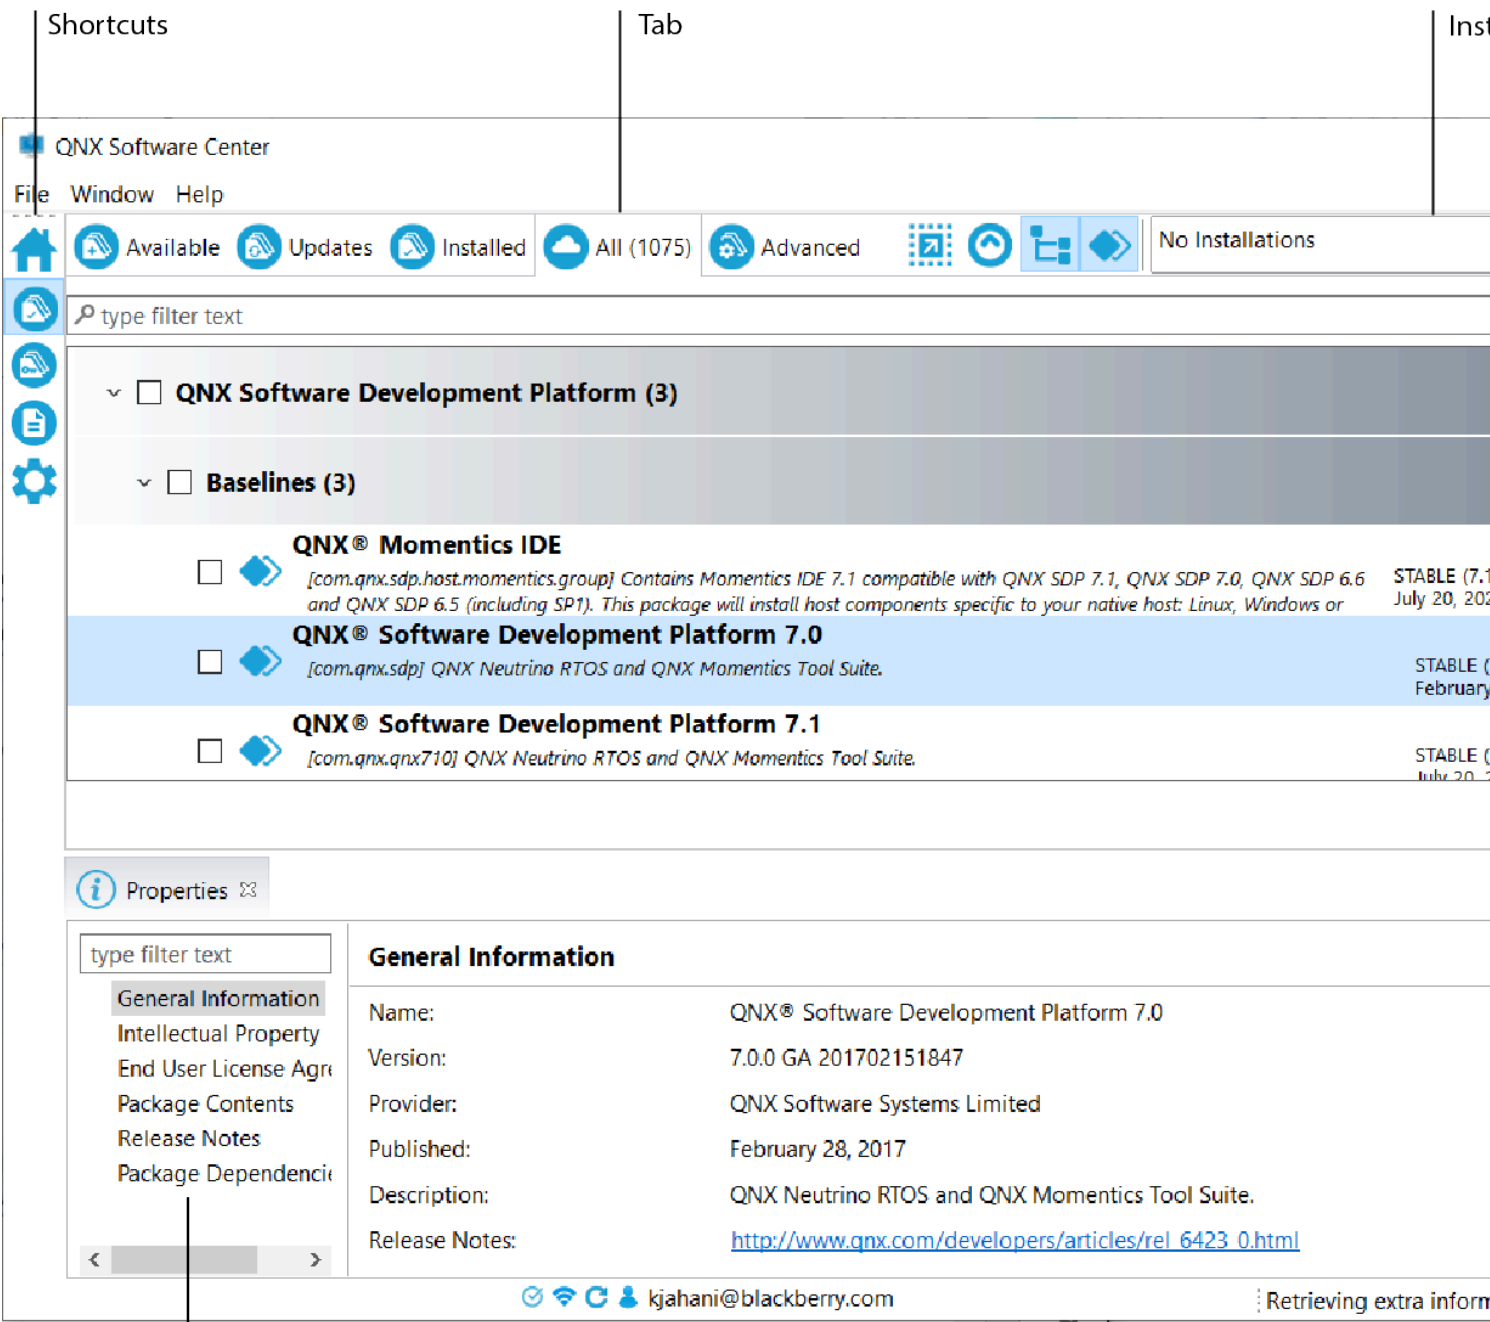 Shortcuts Tab
QNX Software Center
File Window Help
Available Updates Installed All (1075) Advanced No Installations
type filter text
QNX Software Development Platform (3)
Baselines (3)
QNX® Momentics IDE
[com.qnx.sdp.host.momentics.group] Contains Momentics IDE 7.1 compatible with QNX SDP 7.1, QNX SDP 7.0, QNX SDP 6.6 STABLE (7.1
and QNX SDP 6.5 (including SP1). This package will install host components specific to your native host: Linux, Windows or July 20, 202
QNX® Software Development Platform 7.0
[com.qnx.sdp] QNX Neutrino RTOS and QNX Momentics Tool Suite. STABLE (
February
QNX® Software Development Platform 7.1
[com.qnx.qnx710] QNX Neutrino RTOS and QNX Momentics Tool Suite. STABLE (
July 20, 2
Properties
type filter text
General Information
General Information
Intellectual Property
End User License Agre
Package Contents
Release Notes
Package Dependencie
Name: QNX® Software Development Platform 7.0
Version: 7.0.0 GA 201702151847
Provider: QNX Software Systems Limited
Published: February 28, 2017
Description: QNX Neutrino RTOS and QNX Momentics Tool Suite.
Release Notes: http://www.qnx.com/developers/articles/rel_6423_0.html
kjahani@blackberry.com Retrieving extra